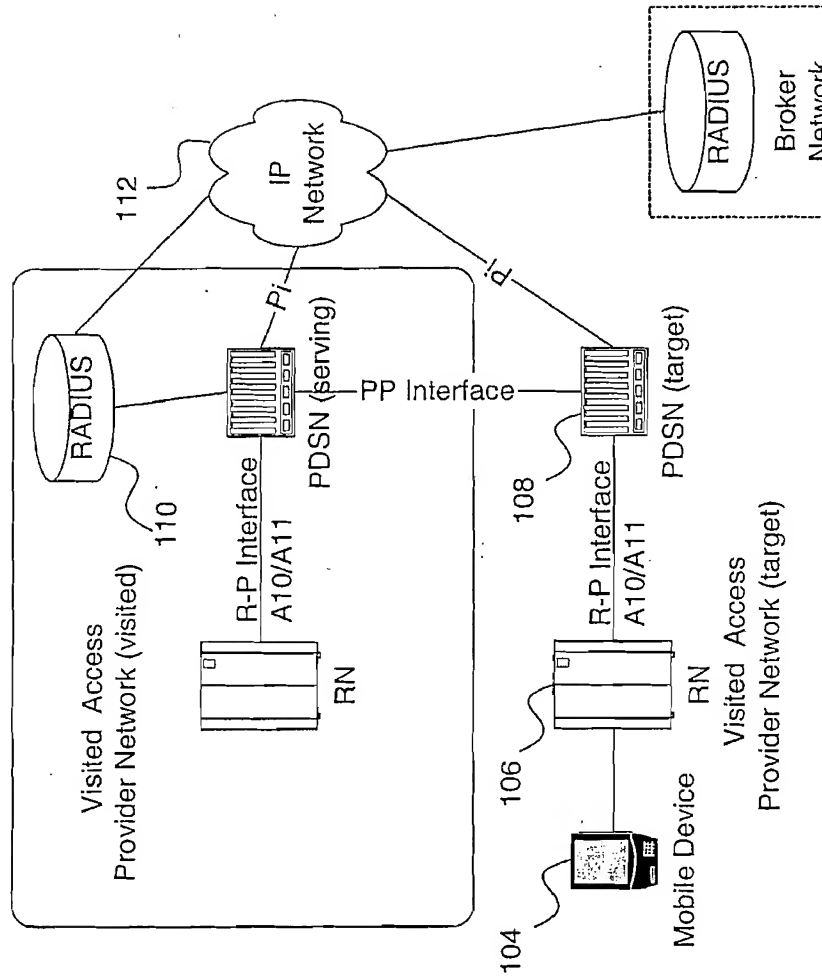 112
IP
Network
RADIUS
Broker
Network
RADIUS
110
Pi
Pi
PDSN (serving)
PP Interface
PDSN (target)
108
R-P Interface
A10/A11
R-P Interface
A10/A11
Visited Access
Provider Network (visited)
RN
RN
106
Visited Access
Provider Network (target)
Mobile Device
104